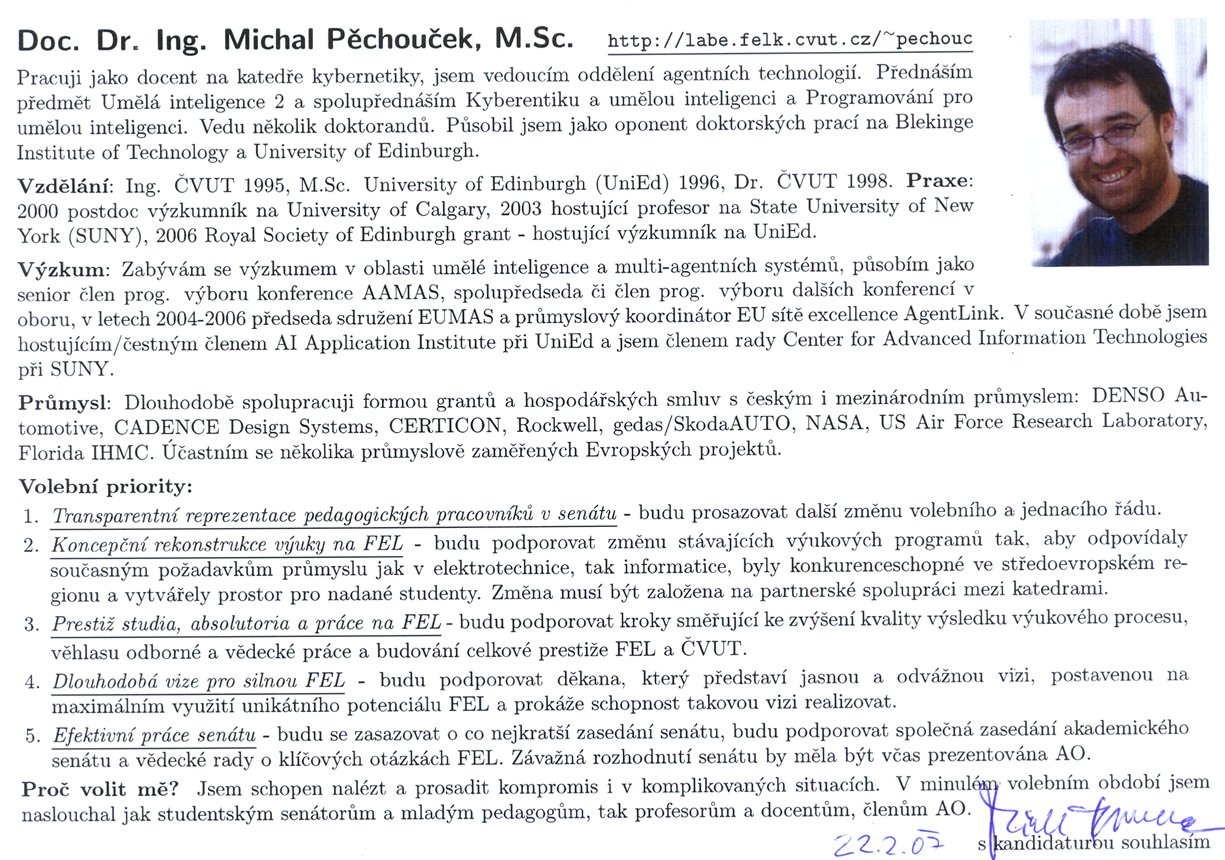 Doc. Dr. Ing. Michal Pěchouček, M.Sc. http://labe.felk.cvut.cz/~pechouc
Pracuji jako docent na katedře kybernetiky, jsem vedoucím oddělení agentních technologií. Přednáším
předmět Umělá inteligence 2 a spolupřednáším Kyberentiku a umělou inteligenci a Programování pro
umělou inteligenci. Vedu několik doktorandů. Působil jsem jako oponent doktorských prací na Blekinge
Institute of Technology a University of Edinburgh.
Vzdělání: Ing. ČVUT 1995, M.Sc. University of Edinburgh (UniEd) 1996, Dr. ČVUT 1998. Praxe:
2000 postdoc výzkumník na University of Calgary, 2003 hostující profesor na State University of New
York (SUNY), 2006 Royal Society of Edinburgh grant - hostující výzkumník na UniEd.
Výzkum: Zabývám se výzkumem v oblasti umělé inteligence a multi-agentních systémů, působím jako
senior člen prog. výboru konference AAMAS, spolupředseda či člen prog. výboru dalších konferencí v
oboru, v letech 2004-2006 předseda sdružení EUMAS a průmyslový koordinátor EU sítě excellence AgentLink. V současné době jsem
hostujícím/čestným členem AI Application Institute při UniEd a jsem členem rady Center for Advanced Information Technologies
při SUNY.
Průmysl: Dlouhodobě spolupracuji formou grantů a hospodářských smluv s českým i mezinárodním průmyslem: DENSO Au-
tomotive, CADENCE Design Systems, CERTICON, Rockwell, gedas/SkodaAUTO, NASA, US Air Force Research Laboratory,
Florida IHMC. Účastním se několika průmyslově zaměřených Evropských projektů.
Volební priority:
1. Transparentní reprezentace pedagogických pracovníků v senátu - budu prosazovat další změnu volebního a jednacího řádu.
2. Koncepční rekonstrukce výuky na FEL - budu podporovat změnu stávajících výukových programů tak, aby odpovídaly
současným požadavkům průmyslu jak v elektrotechnice, tak informatice, byly konkurenceschopné ve středoevropském re-
gionu a vytvářely prostor pro nadané studenty. Změna musí být založena na partnerské spolupráci mezi katedrami.
3. Prestiž studia, absolutoria a práce na FEL - budu podporovat kroky směřující ke zvýšení kvality výsledku výukového procesu,
věhlasu odborné a vědecké práce a budování celkové prestiže FEL a ČVUT.
4. Dlouhodobá vize pro silnou FEL - budu podporovat děkana, který představí jasnou a odvážnou vizi, postavenou na
maximálním využití unikátního potenciálu FEL a prokáže schopnost takovou vizi realizovat.
5. Efektivní práce senátu - budu se zasazovat o co nejkratší zasedání senátu, budu podporovat společná zasedání akademického
senátu a vědecké rady o klíčových otázkách FEL. Závažná rozhodnutí senátu by měla být včas prezentována AO.
Proč volit mě? Jsem schopen nalézt a prosadit kompromis i v komplikovaných situacích. V minulém volebním období jsem
naslouchal jak studentským senátorům a mladým pedagogům, tak profesorům a docentům, členům AO.
22.2.07 s kandidaturou souhlasím